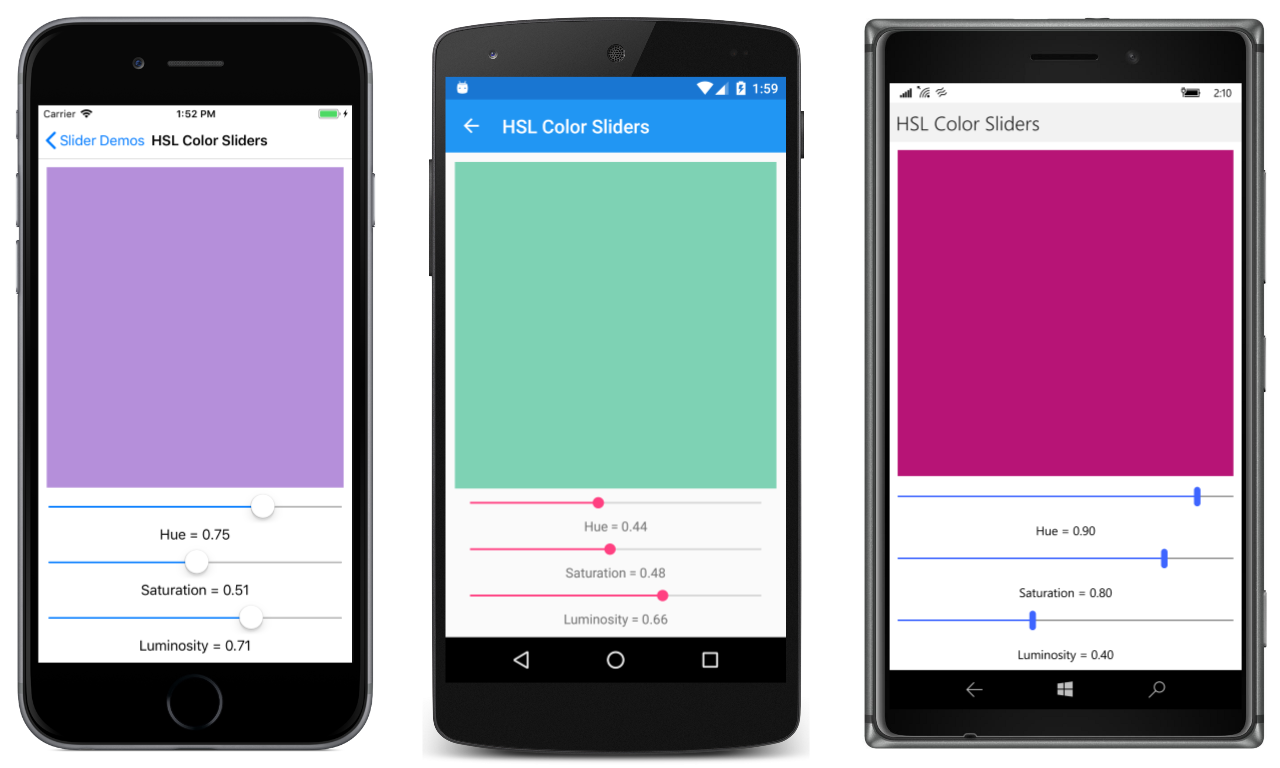 Carrier 1:52 PM
Slider Demos HSL Color Sliders
Hue = 0.75
Saturation = 0.51
Luminosity = 0.71
1:59
HSL Color Sliders
Hue = 0.44
Saturation = 0.48
Luminosity = 0.66
2:10
HSL Color Sliders
Hue = 0.90
Saturation = 0.80
Luminosity = 0.40